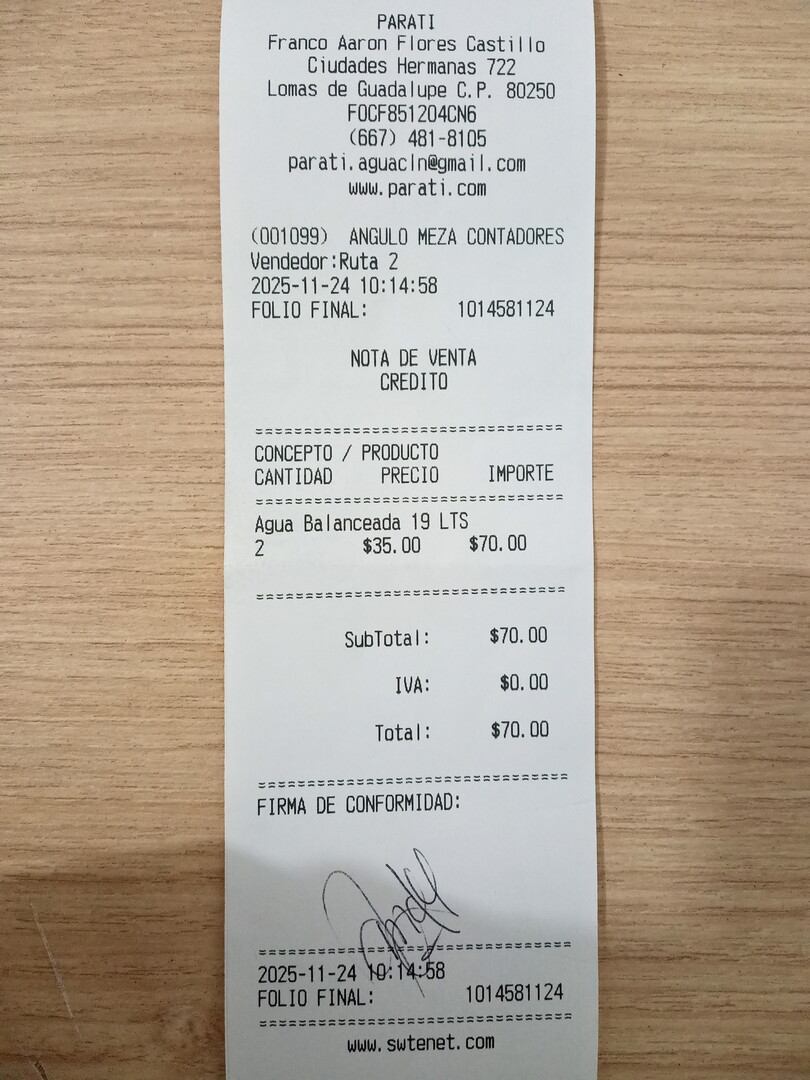 PARATI
Franco Aaron Flores Castillo
Ciudades Hermanas 722
Lomas de Guadalupe C.P. 80250
FOCF851204CN6
(667) 481-8105
parati.aguacln@gmail.com
www.parati.com
(001099) ANGULO MEZA CONTADORES
Vendedor:Ruta 2
2025-11-24 10:14:58
FOLIO FINAL: 1014581124
NOTA DE VENTA
CREDITO
===============================
CONCEPTO / PRODUCTO
CANTIDAD PRECIO IMPORTE
===============================
Agua Balanceada 19 LTS
2 $35.00 $70.00
===============================
SubTotal: $70.00
IVA: $0.00
Total: $70.00
===============================
FIRMA DE CONFORMIDAD:
===============================
2025-11-24 10:14:58
FOLIO FINAL: 1014581124
===============================
www.swtenet.com